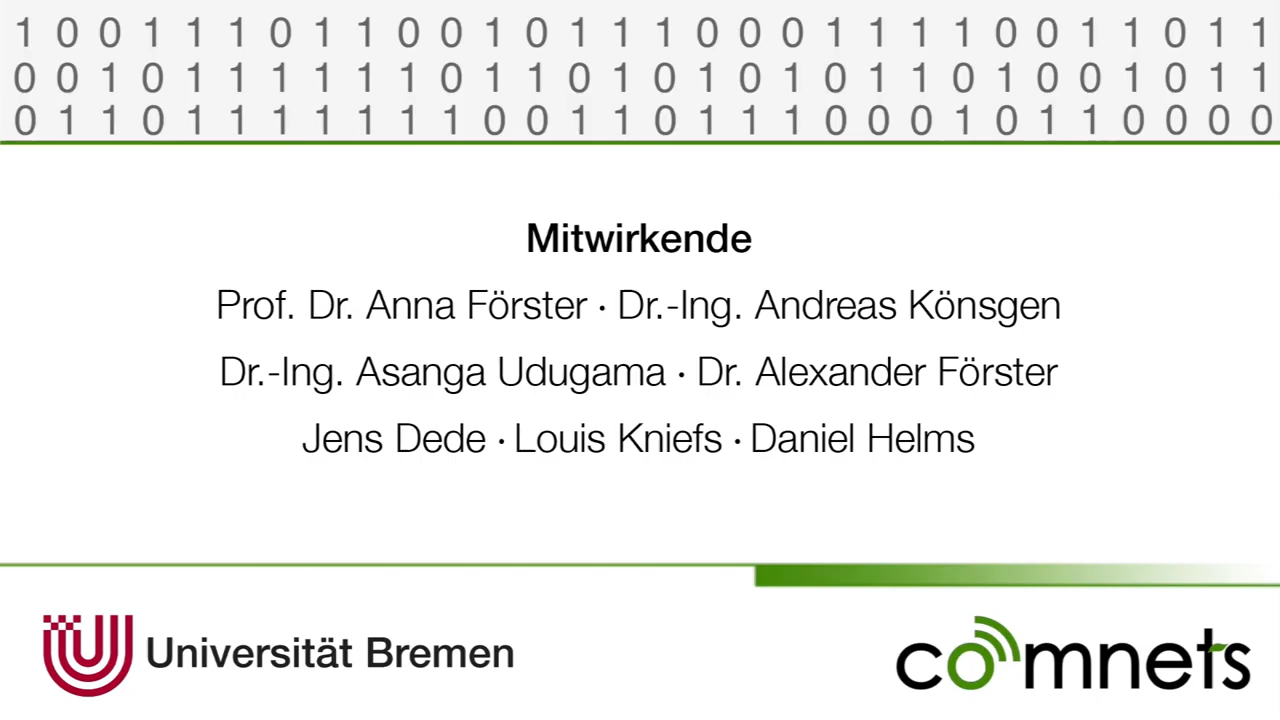 1 0 0 1 1 1 0 1 1 0 0 1 0 1 1 1 0 0 0 1 1 1 1 0 0 1 1 0 1 1
0 0 1 0 1 1 1 1 1 1 0 1 1 0 1 0 1 0 1 0 1 1 0 1 0 0 1 0 1 1
0 1 1 0 1 1 1 1 1 1 1 0 0 1 1 0 1 1 1 0 0 0 1 0 1 1 0 0 0 0
Mitwirkende
Prof. Dr. Anna Förster · Dr.-Ing. Andreas Könsgen
Dr.-Ing. Asanga Udugama · Dr. Alexander Förster
Jens Dede · Louis Kniefs · Daniel Helms
Universität Bremen
comnets